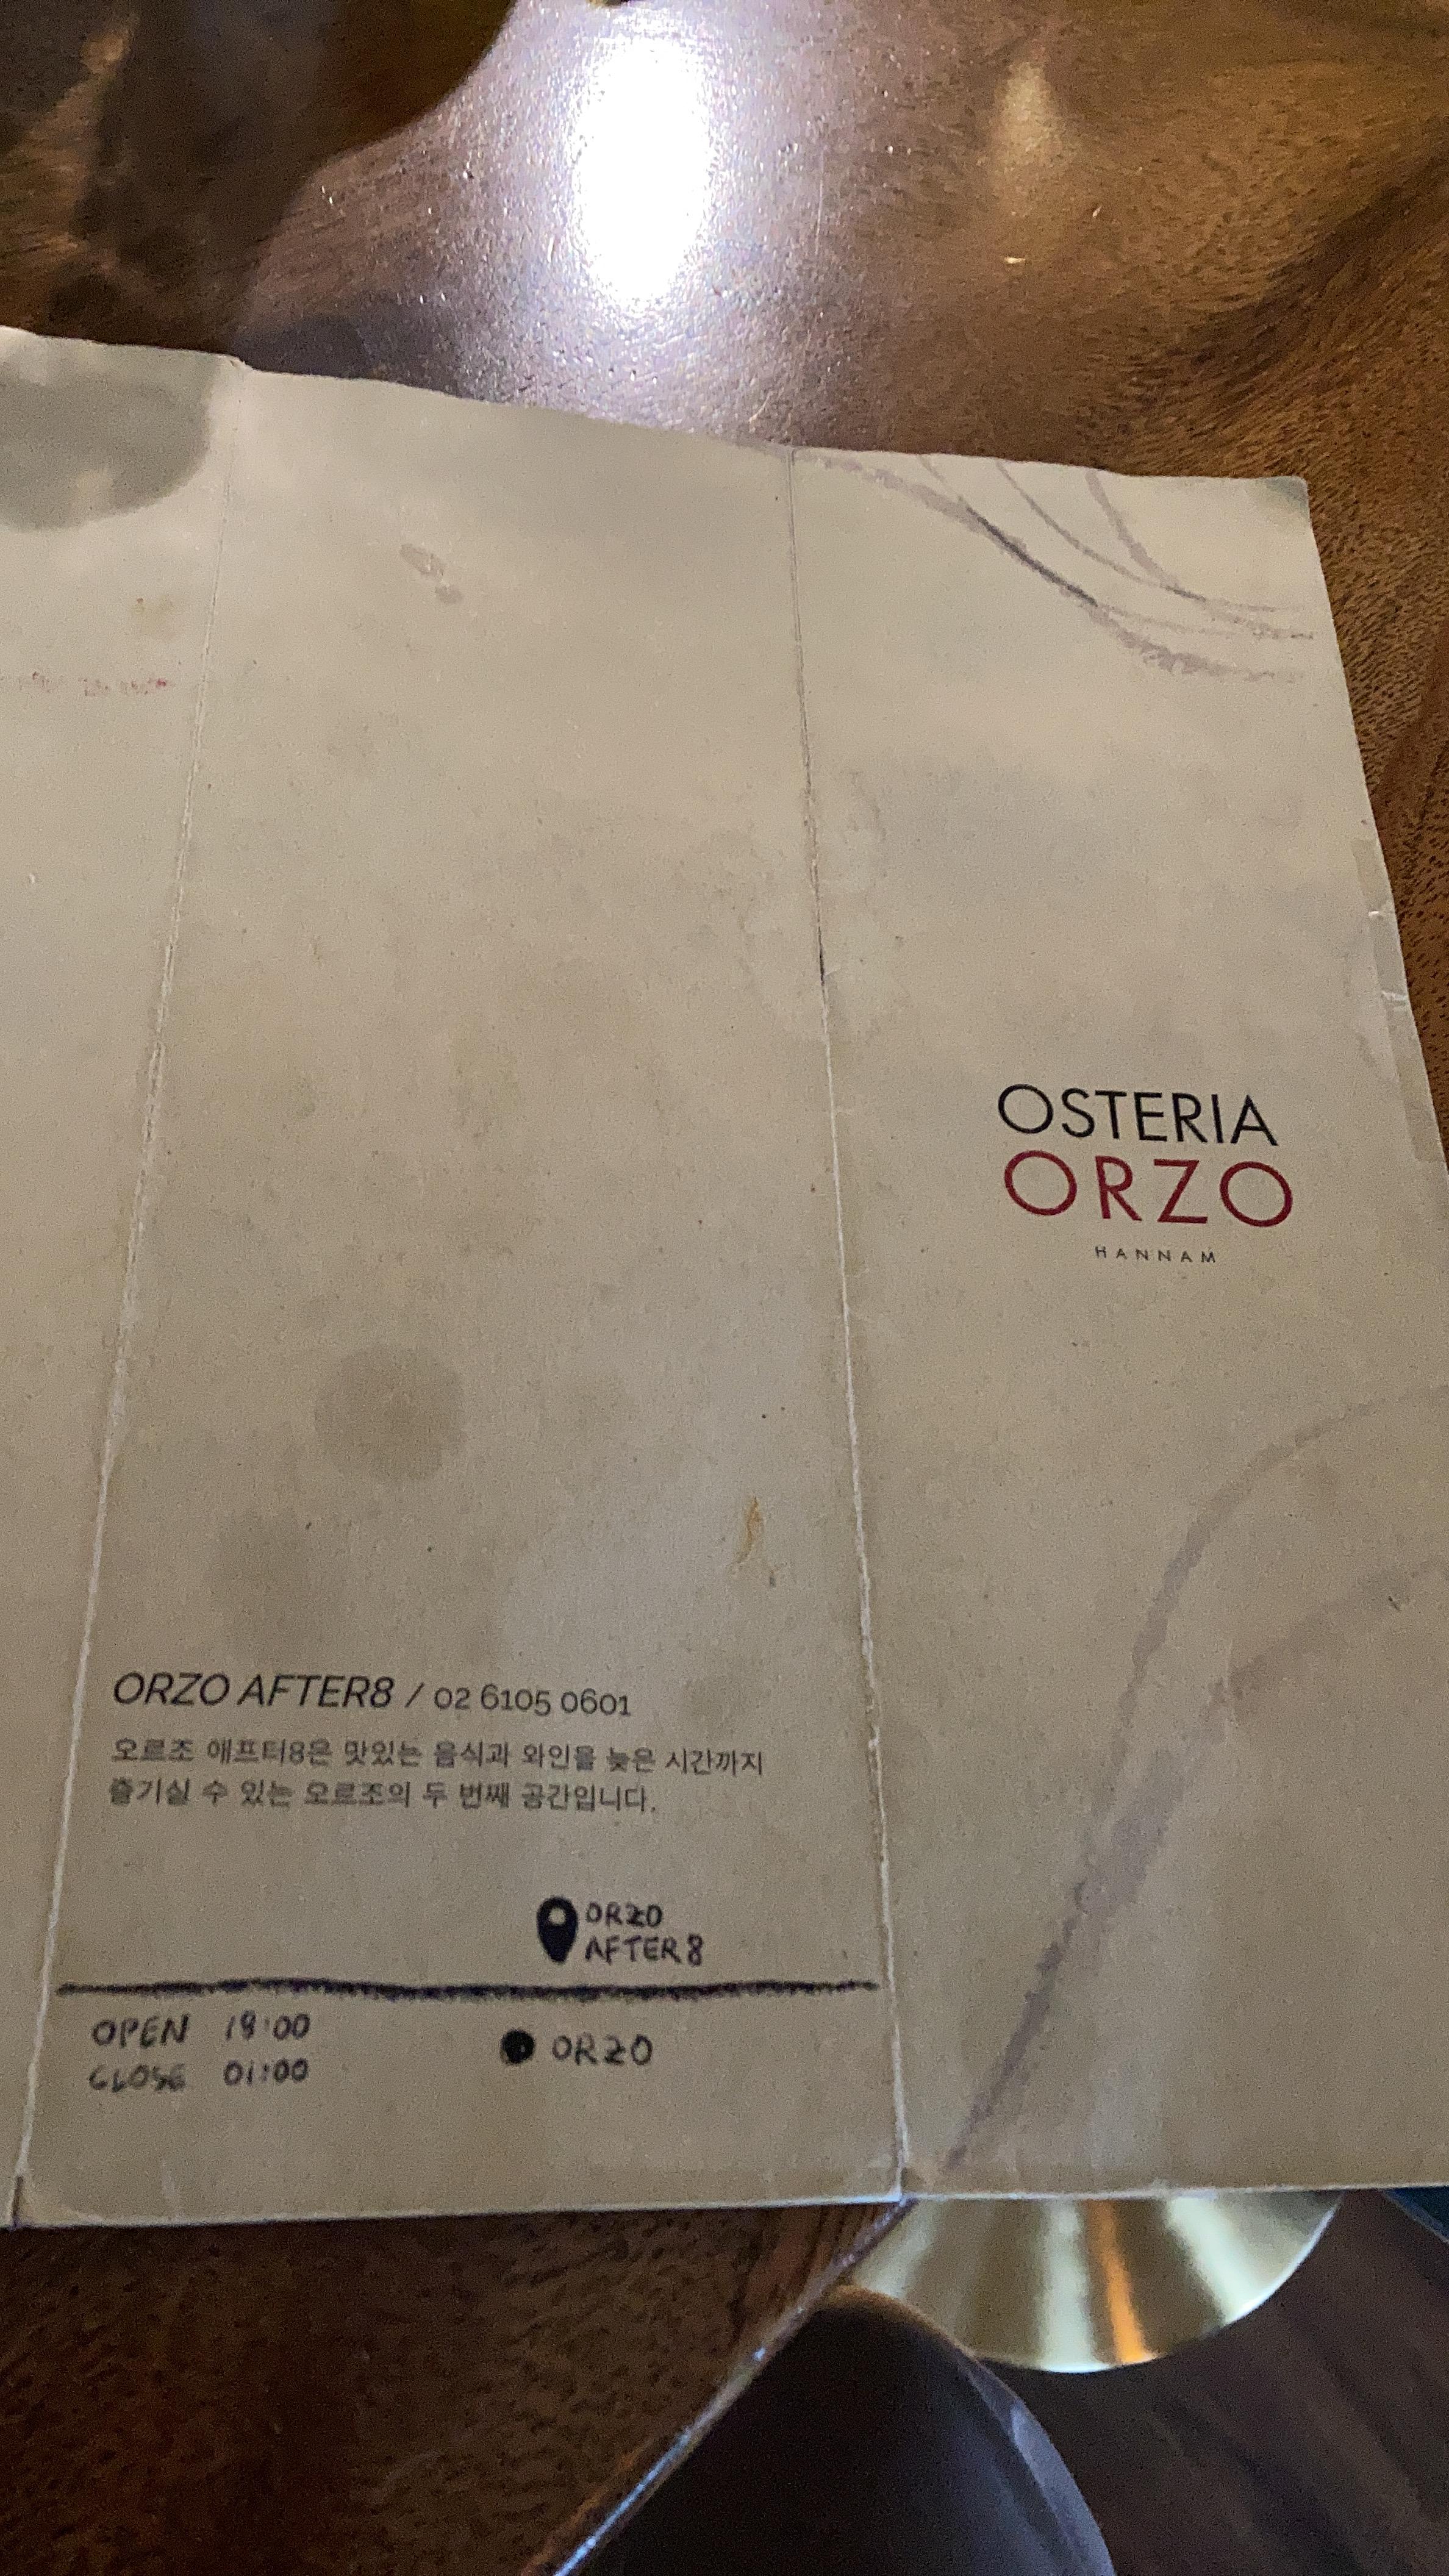 OSTERIA
ORZO
HANNAM
ORZO AFTER8 / 02 6105 0601
오르조 애프터8은 맛있는 음식과 와인을 늦은 시간까지
즐기실 수 있는 오르조의 두 번째 공간입니다.
ORZO
AFTER 8
OPEN
CLOSE 01:00
ORZO